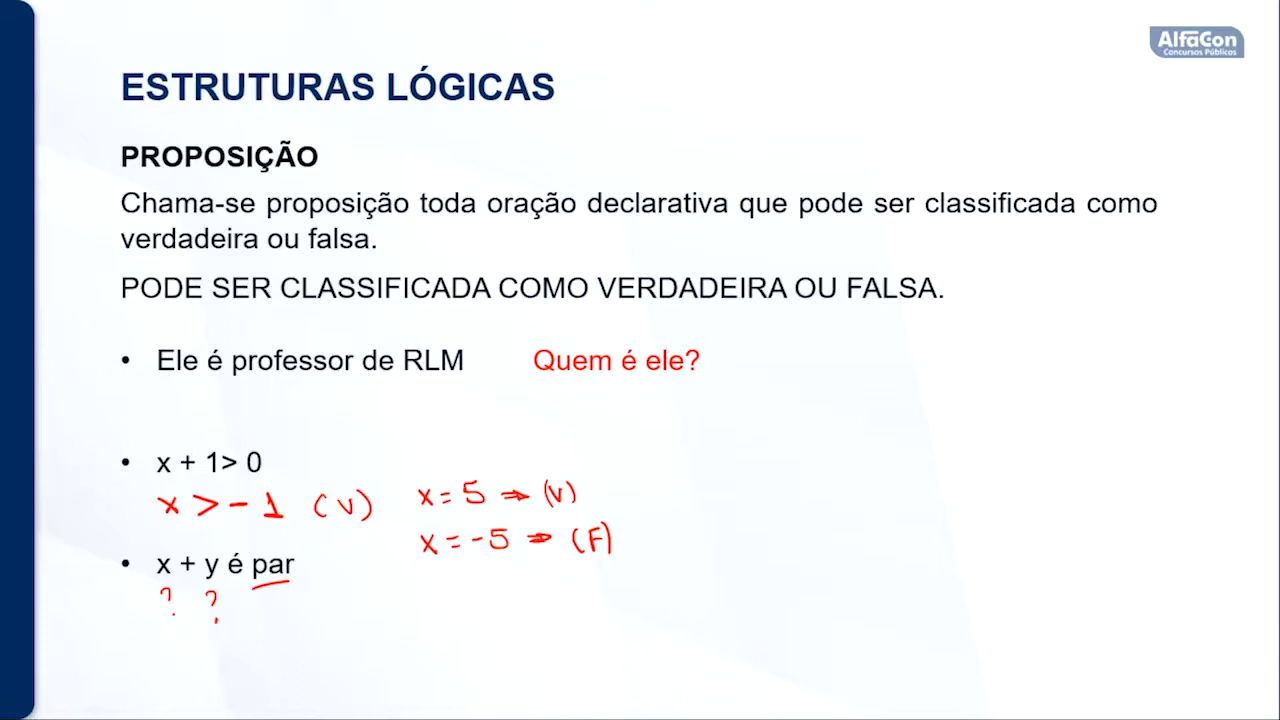 AlfaCon
Concursos Públicos
ESTRUTURAS LÓGICAS
PROPOSIÇÃO
Chama-se proposição toda oração declarativa que pode ser classificada como
verdadeira ou falsa.
PODE SER CLASSIFICADA COMO VERDADEIRA OU FALSA.
• Ele é professor de RLM Quem é ele?
• x + 1> 0
x > - 1 (V) x = 5 ⇒ (V)
x = -5 ⇒ (F)
• x + y é par
? ?